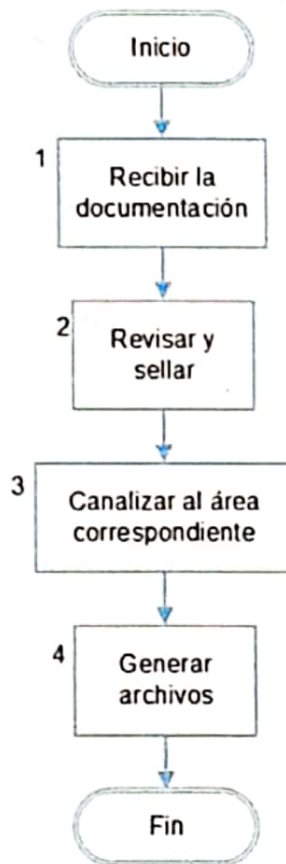 Inicio
1
Recibir la
documentación
2
Revisar y
sellar
3
Canalizar al área
correspondiente
4
Generar
archivos
Fin